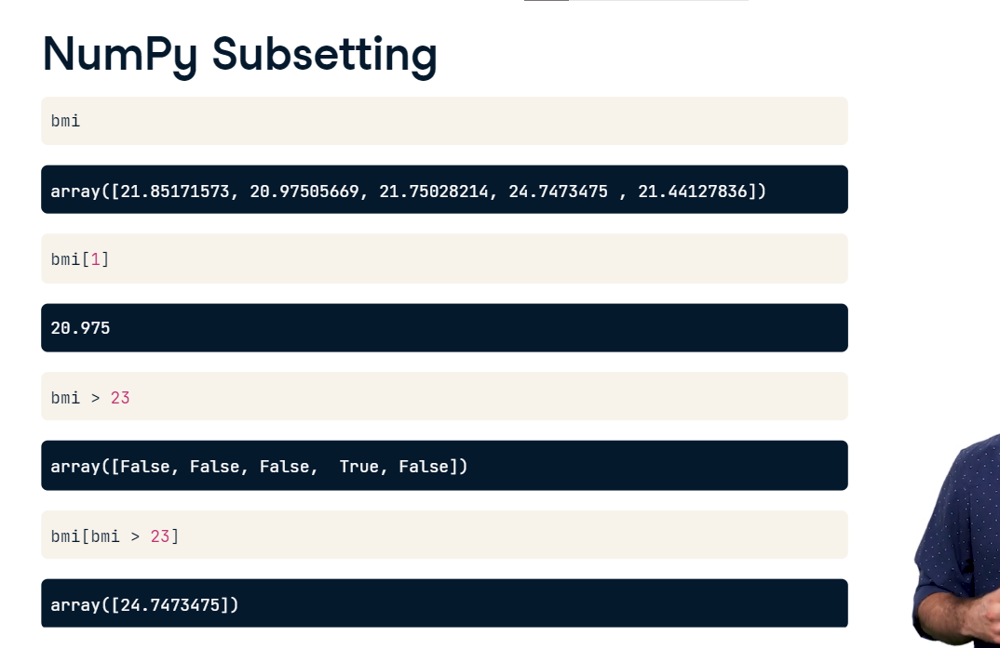 NumPy Subsetting
bmi
array([21.85171573, 20.97505669, 21.75028214, 24.7473475 , 21.44127836])
bmi[1]
20.975
bmi > 23
array([False, False, False,  True, False])
bmi[bmi > 23]
array([24.7473475])